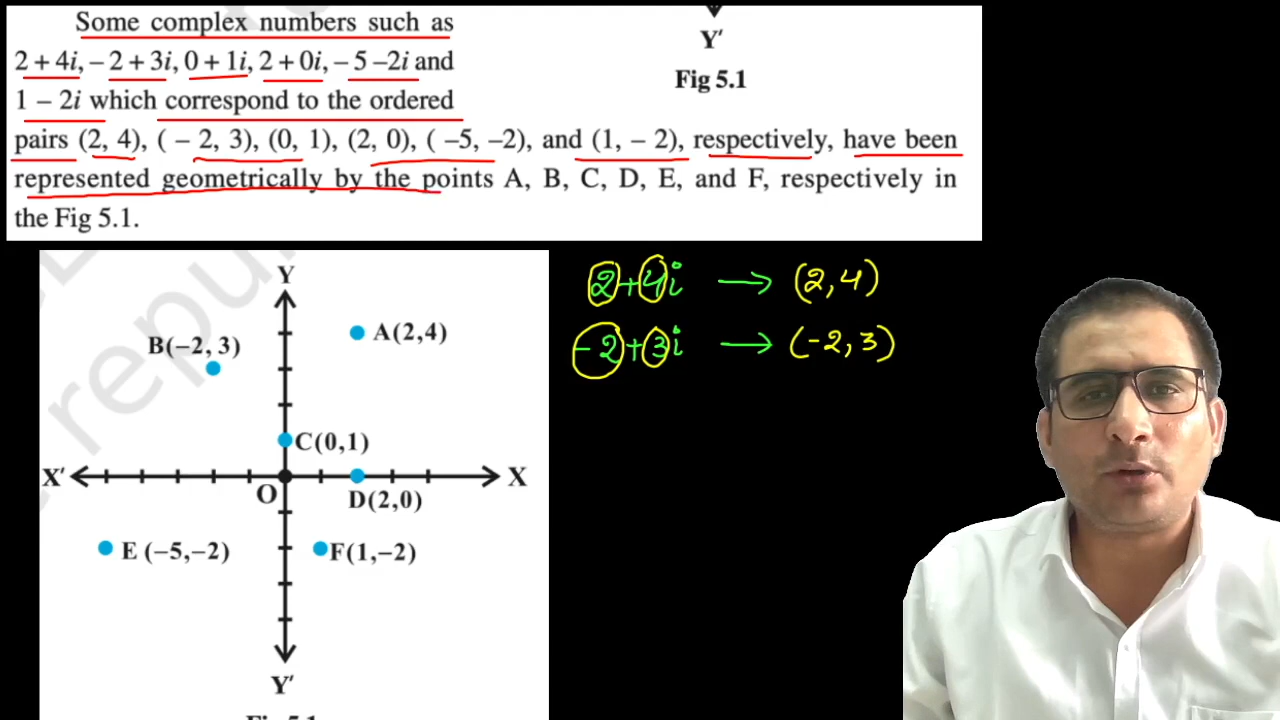 Some complex numbers such as
2 + 4i, – 2 + 3i, 0 + 1i, 2 + 0i, – 5 –2i and
1 – 2i which correspond to the ordered
pairs (2, 4), ( – 2, 3), (0, 1), (2, 0), ( –5, –2), and (1, – 2), respectively, have been
represented geometrically by the points A, B, C, D, E, and F, respectively in
the Fig 5.1.
Y'
Fig 5.1
Y
A(2,4)
B(–2, 3)
C(0,1)
X'
X
O
D(2,0)
E (–5,–2)
F(1,–2)
Y'
2+4i → (2,4)
-2+3i → (-2,3)